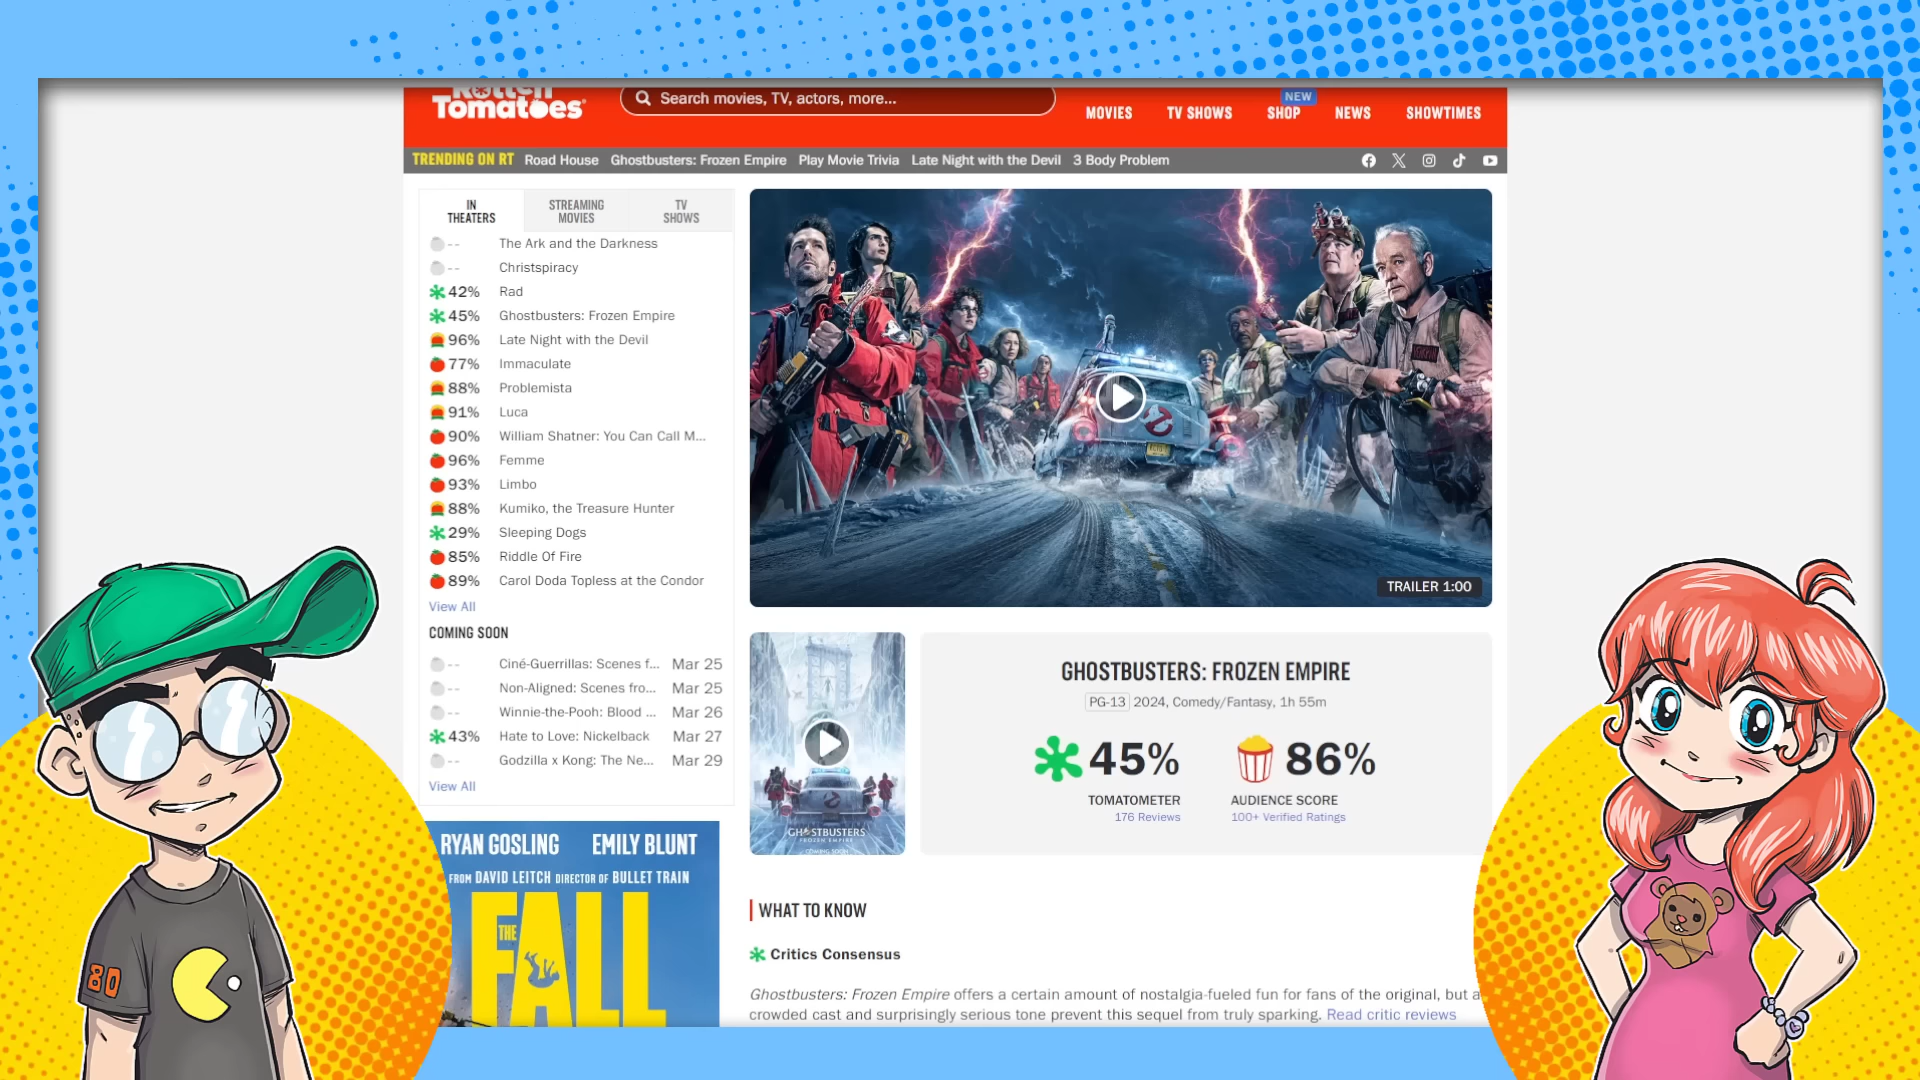 Rotten
Tomatoes
Search movies, TV, actors, more...
MOVIES
TV SHOWS
NEW
SHOP
NEWS
SHOWTIMES
TRENDING ON RT
Road House
Ghostbusters: Frozen Empire
Play Movie Trivia
Late Night with the Devil
3 Body Problem
IN
THEATERS
STREAMING
MOVIES
TV
SHOWS
-- The Ark and the Darkness
-- Christspiracy
42% Rad
45% Ghostbusters: Frozen Empire
96% Late Night with the Devil
77% Immaculate
88% Problemista
91% Luca
90% William Shatner: You Can Call M...
96% Femme
93% Limbo
88% Kumiko, the Treasure Hunter
29% Sleeping Dogs
85% Riddle Of Fire
89% Carol Doda Topless at the Condor
View All
COMING SOON
-- Ciné-Guerrillas: Scenes f... Mar 25
-- Non-Aligned: Scenes fro... Mar 25
-- Winnie-the-Pooh: Blood ... Mar 26
43% Hate to Love: Nickelback Mar 27
-- Godzilla x Kong: The Ne... Mar 29
View All
RYAN GOSLING EMILY BLUNT
FROM DAVID LEITCH DIRECTOR OF BULLET TRAIN
THE
FALL
80
TRAILER 1:00
GHOSTBUSTERS
FROZEN EMPIRE
COMING SOON
GHOSTBUSTERS: FROZEN EMPIRE
PG-13 2024, Comedy/Fantasy, 1h 55m
45%
TOMATOMETER
176 Reviews
86%
AUDIENCE SCORE
100+ Verified Ratings
WHAT TO KNOW
Critics Consensus
Ghostbusters: Frozen Empire offers a certain amount of nostalgia-fueled fun for fans of the original, but a
crowded cast and surprisingly serious tone prevent this sequel from truly sparking. Read critic reviews